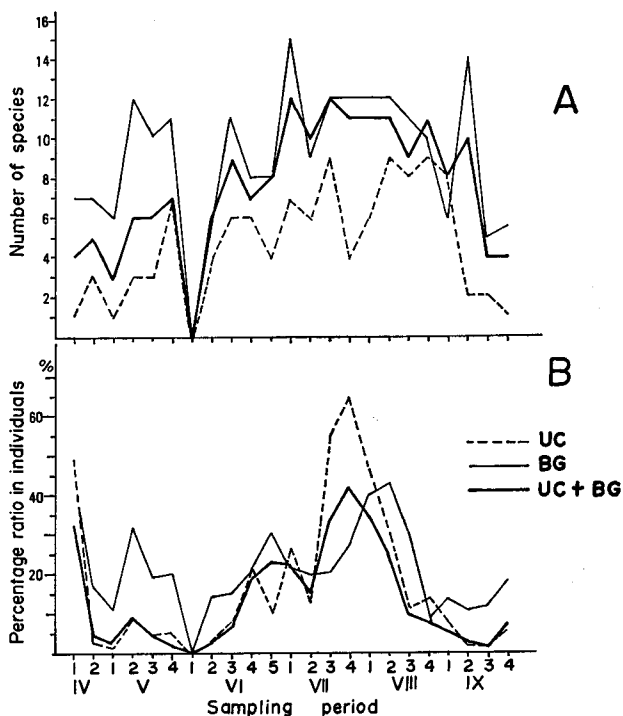 16
14
12
10
8
6
4
2
Number of species
A
%
60
40
20
Percentage ratio in individuals
B
UC
BG
UC + BG
1 2 1 2 3 4 1 2 3 4 5 1 2 3 4 1 2 3 4 1 2 3 4
IV V VI VII VIII IX
Sampling period